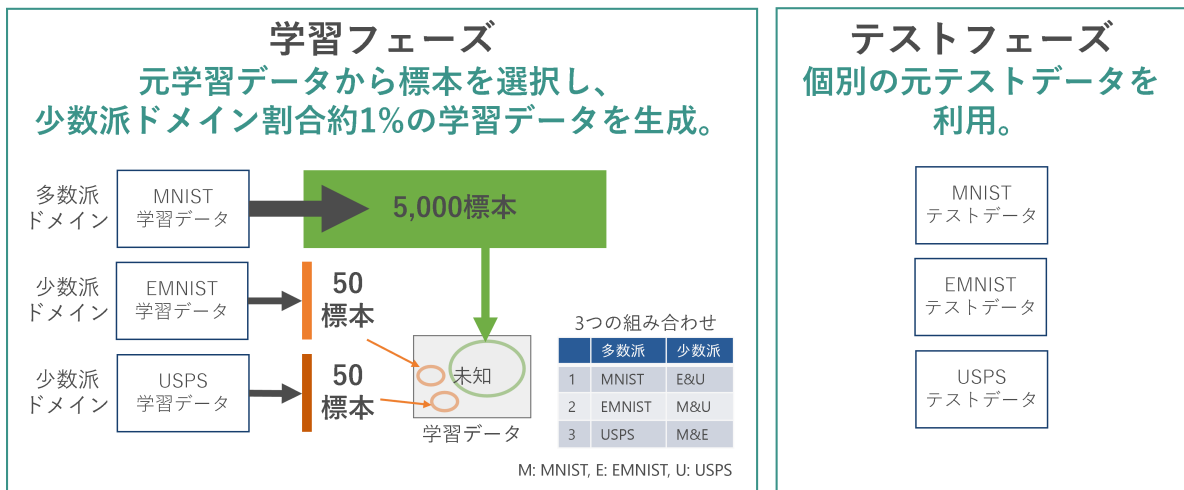 学習フェーズ
元学習データから標本を選択し、
少数派ドメイン割合約1%の学習データを生成。
多数派
ドメイン
MNIST
学習データ
5,000標本
少数派
ドメイン
EMNIST
学習データ
50
標本
少数派
ドメイン
USPS
学習データ
50
標本
未知
学習データ
3つの組み合わせ
多数派 少数派
1 MNIST E&U
2 EMNIST M&U
3 USPS M&E
M: MNIST, E: EMNIST, U: USPS
テストフェーズ
個別の元テストデータを
利用。
MNIST
テストデータ
EMNIST
テストデータ
USPS
テストデータ